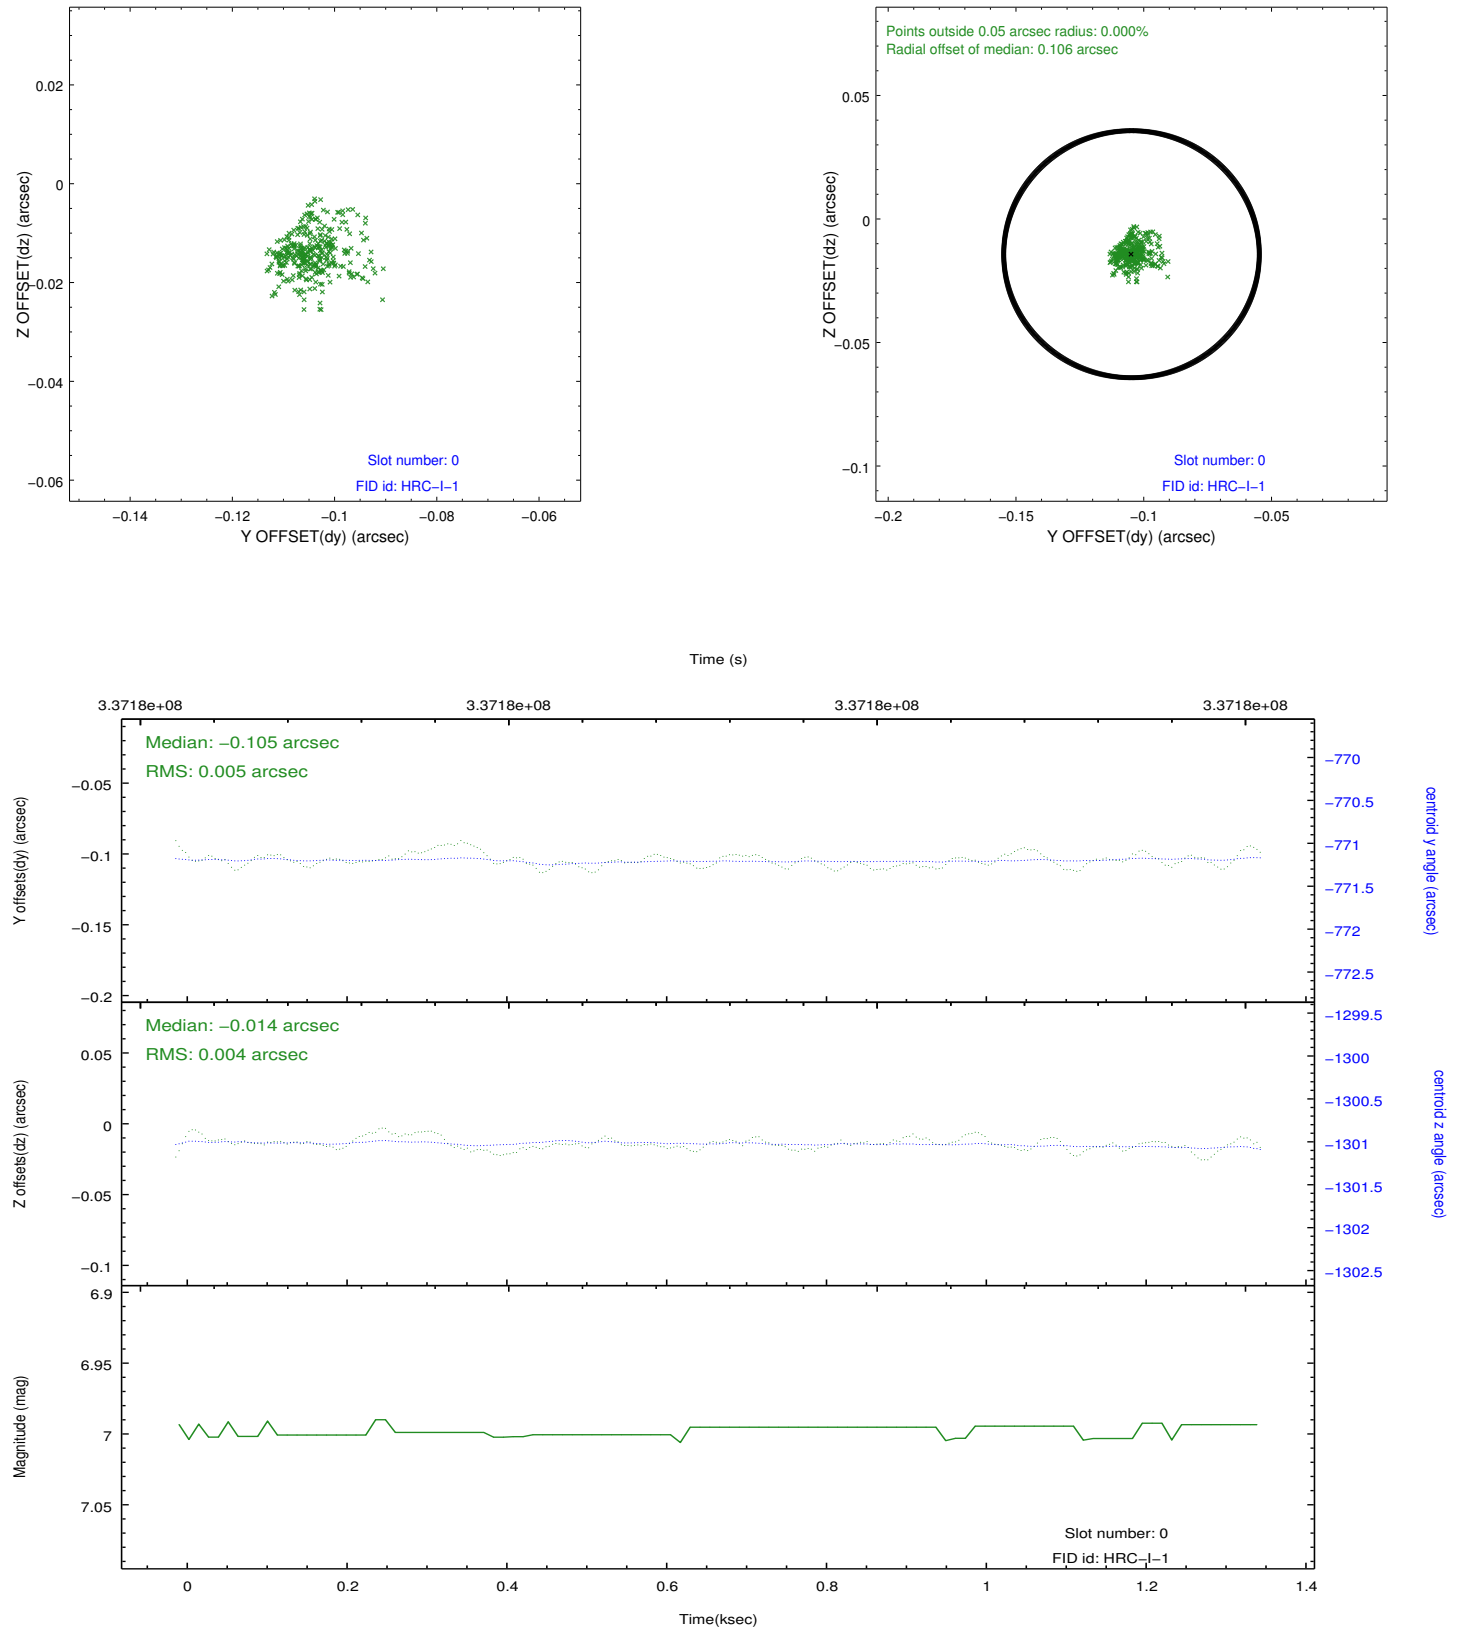 0.02
0
−0.02
−0.04
−0.06
Z OFFSET(dz) (arcsec)
Slot number: 0
FID id: HRC−I−1
−0.14 −0.12 −0.1 −0.08 −0.06
Y OFFSET(dy) (arcsec)
Points outside 0.05 arcsec radius: 0.000%
Radial offset of median: 0.106 arcsec
0.05
0
−0.05
−0.1
Z OFFSET(dz) (arcsec)
Slot number: 0
FID id: HRC−I−1
−0.2 −0.15 −0.1 −0.05
Y OFFSET(dy) (arcsec)
Time (s)
3.3718e+08 3.3718e+08 3.3718e+08 3.3718e+08
Median: −0.105 arcsec
RMS: 0.005 arcsec
−0.05
−0.1
−0.15
−0.2
Y offsets(dy) (arcsec)
−770
−770.5
−771
−771.5
−772
−772.5
centroid y angle (arcsec)
Median: −0.014 arcsec
RMS: 0.004 arcsec
0.05
0
−0.05
−0.1
Z offsets(dz) (arcsec)
−1299.5
−1300
−1300.5
−1301
−1301.5
−1302
−1302.5
centroid z angle (arcsec)
6.9
6.95
7
7.05
Magnitude (mag)
Slot number: 0
FID id: HRC−I−1
0 0.2 0.4 0.6 0.8 1 1.2 1.4
Time(ksec)